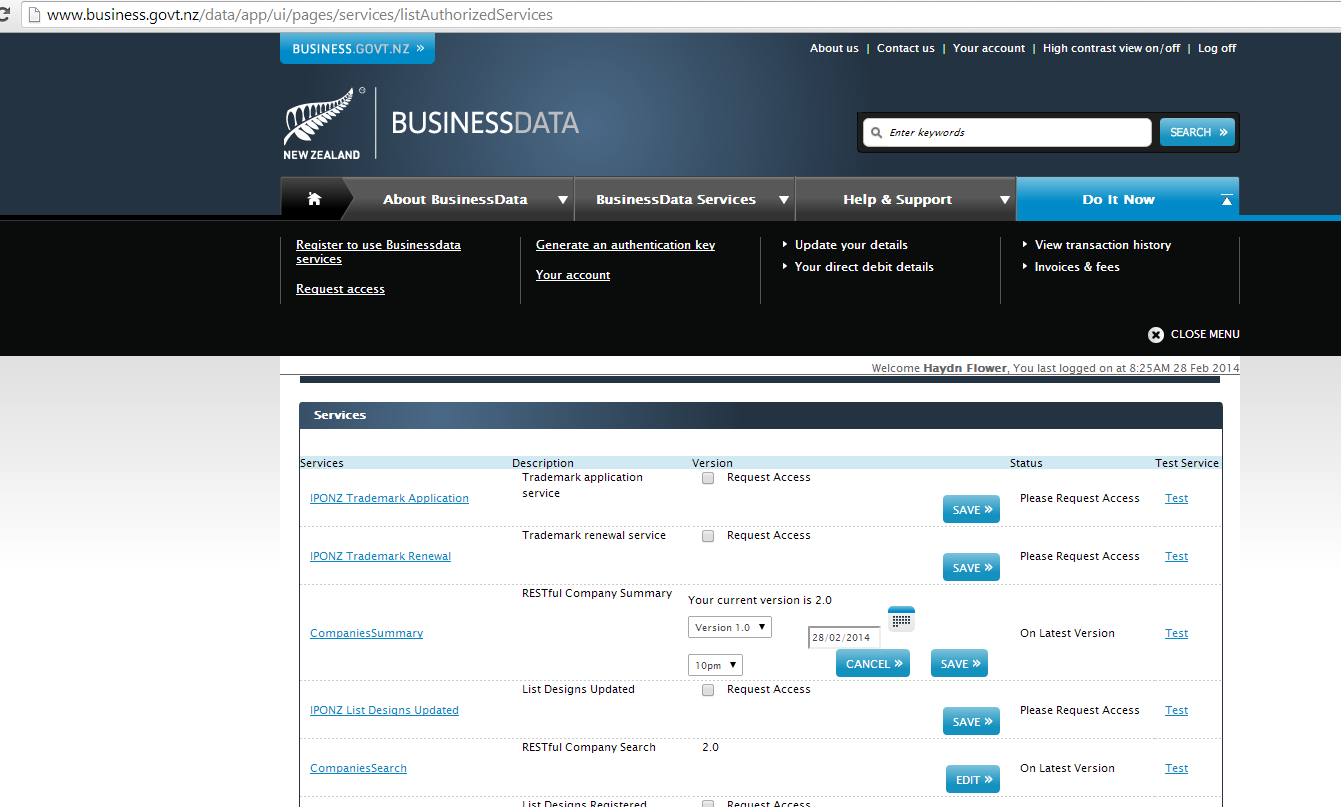 www.business.govt.nz/data/app/ui/pages/services/listAuthorizedServices
BUSINESS.GOVT.NZ »
About us | Contact us | Your account | High contrast view on/off | Log off
NEW ZEALAND
BUSINESSDATA
Enter keywords
SEARCH »
About BusinessData
BusinessData Services
Help & Support
Do It Now
Register to use Businessdata
services
Request access
Generate an authentication key
Your account
Update your details
Your direct debit details
View transaction history
Invoices & fees
CLOSE MENU
Welcome Haydn Flower, You last logged on at 8:25AM 28 Feb 2014
Services
Services Description Version Status Test Service
IPONZ Trademark Application
Trademark application
service
Request Access
SAVE »
Please Request Access
Test
IPONZ Trademark Renewal
Trademark renewal service
Request Access
SAVE »
Please Request Access
Test
CompaniesSummary
RESTful Company Summary
Your current version is 2.0
Version 1.0
28/02/2014
10pm
CANCEL »
SAVE »
On Latest Version
Test
IPONZ List Designs Updated
List Designs Updated
Request Access
SAVE »
Please Request Access
Test
CompaniesSearch
RESTful Company Search
2.0
EDIT »
On Latest Version
Test
List Designs Registered
Request Access